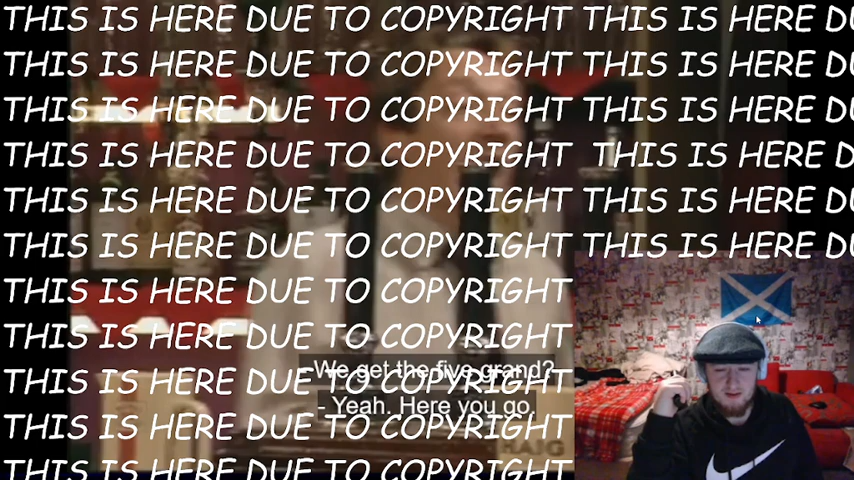 THIS IS HERE DUE TO COPYRIGHT THIS IS HERE DU
THIS IS HERE DUE TO COPYRIGHT THIS IS HERE DU
THIS IS HERE DUE TO COPYRIGHT THIS IS HERE DU
THIS IS HERE DUE TO COPYRIGHT THIS IS HERE D
THIS IS HERE DUE TO COPYRIGHT THIS IS HERE DU
THIS IS HERE DUE TO COPYRIGHT THIS IS HERE DU
THIS IS HERE DUE TO COPYRIGHT
THIS IS HERE DUE TO COPYRIGHT
-We get the five grand?
THIS IS HERE DUE TO COPYRIGHT
- Yeah. Here you go.
THIS IS HERE DUE TO COPYRIGHT
HAIG
THIS IS HERE DUE TO COPYRIGHT